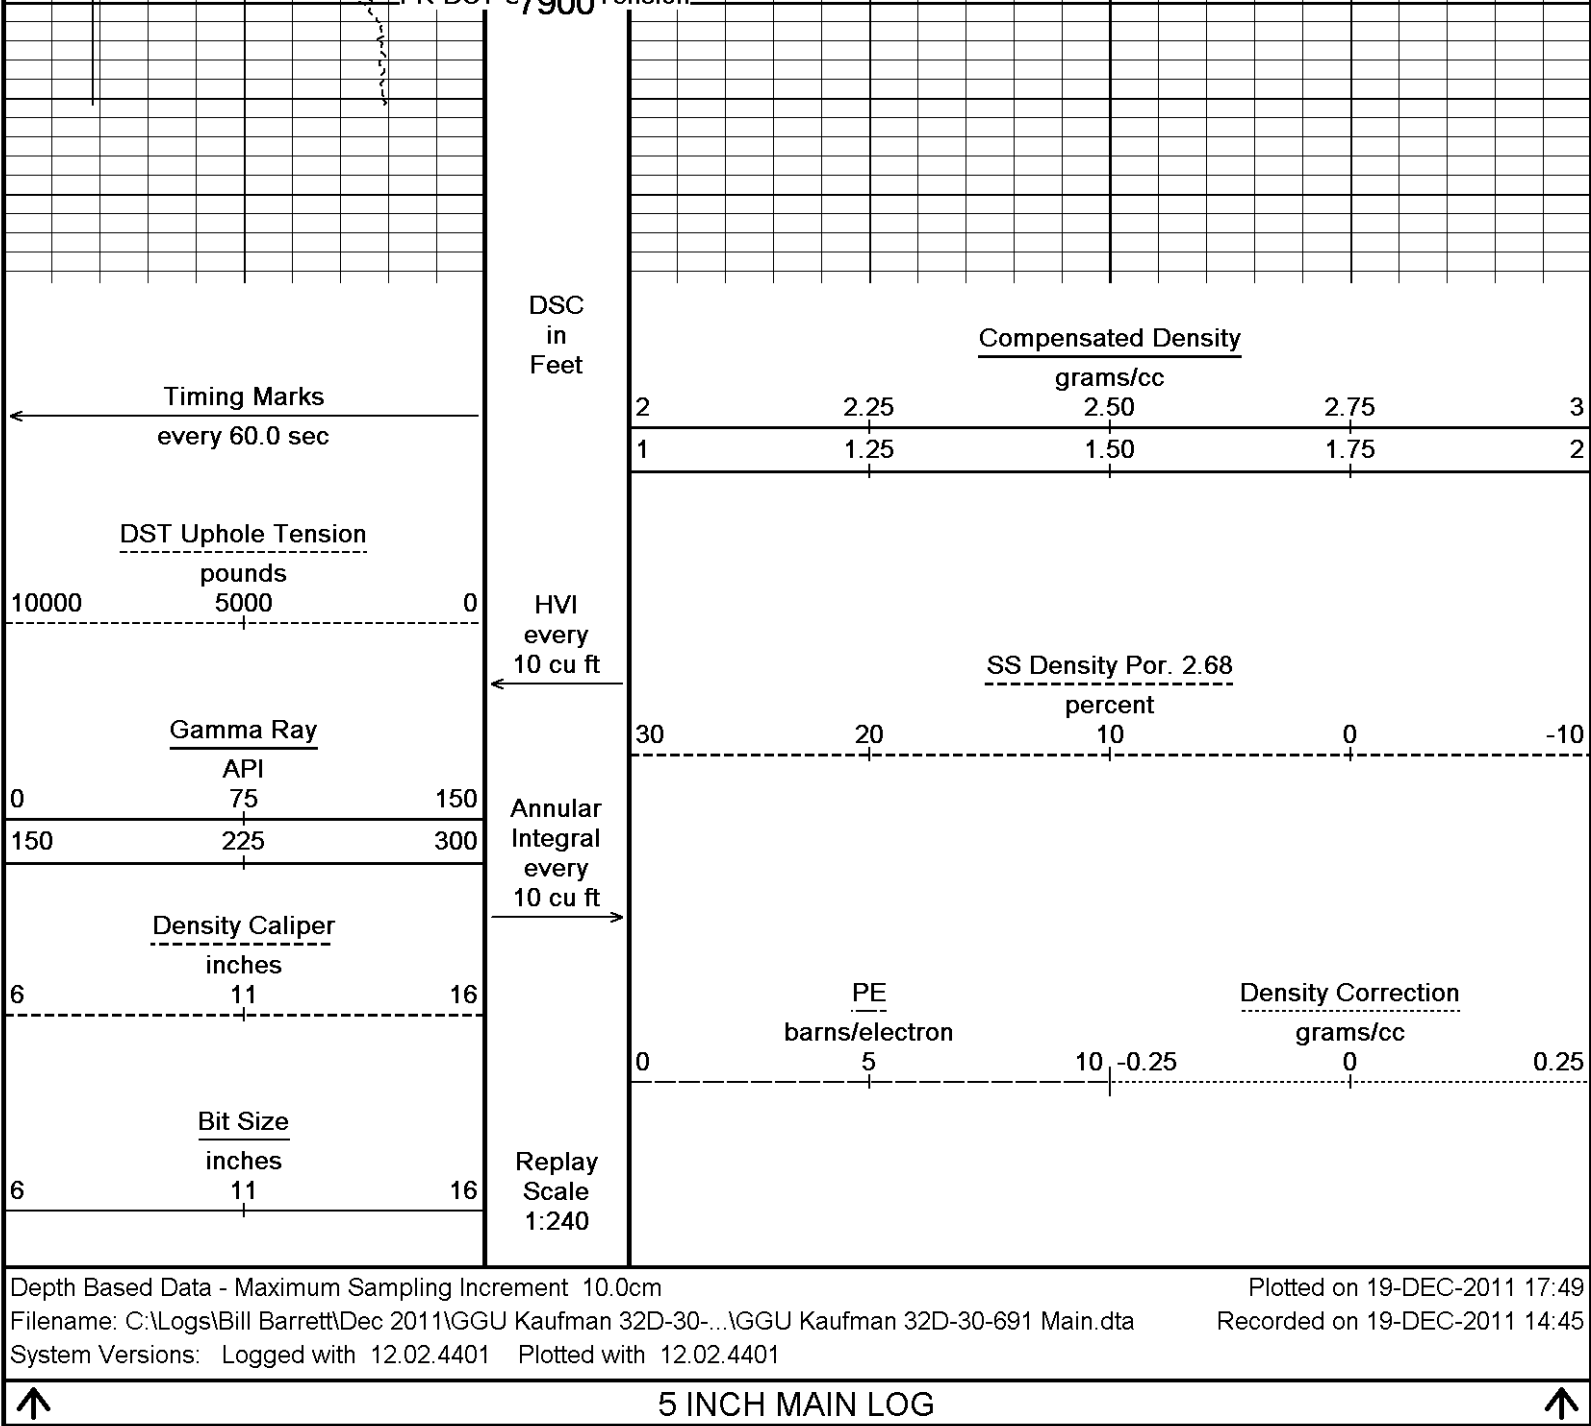 7900 Tension
DSC
in
Feet
Timing Marks
every 60.0 sec
DST Uphole Tension
pounds
10000 5000 0
Gamma Ray
API
0 75 150
150 225 300
Density Caliper
inches
6 11 16
Bit Size
inches
6 11 16
HVI
every
10 cu ft
Annular
Integral
every
10 cu ft
Replay
Scale
1:240
Compensated Density
grams/cc
2 2.25 2.50 2.75 3
1 1.25 1.50 1.75 2
SS Density Por. 2.68
percent
30 20 10 0 -10
PE
barns/electron
0 5 10
Density Correction
grams/cc
-0.25 0 0.25
Depth Based Data - Maximum Sampling Increment 10.0cm Plotted on 19-DEC-2011 17:49
Filename: C:\Logs\Bill Barrett\Dec 2011\GGU Kaufman 32D-30-...\GGU Kaufman 32D-30-691 Main.dta Recorded on 19-DEC-2011 14:45
System Versions: Logged with 12.02.4401 Plotted with 12.02.4401
5 INCH MAIN LOG